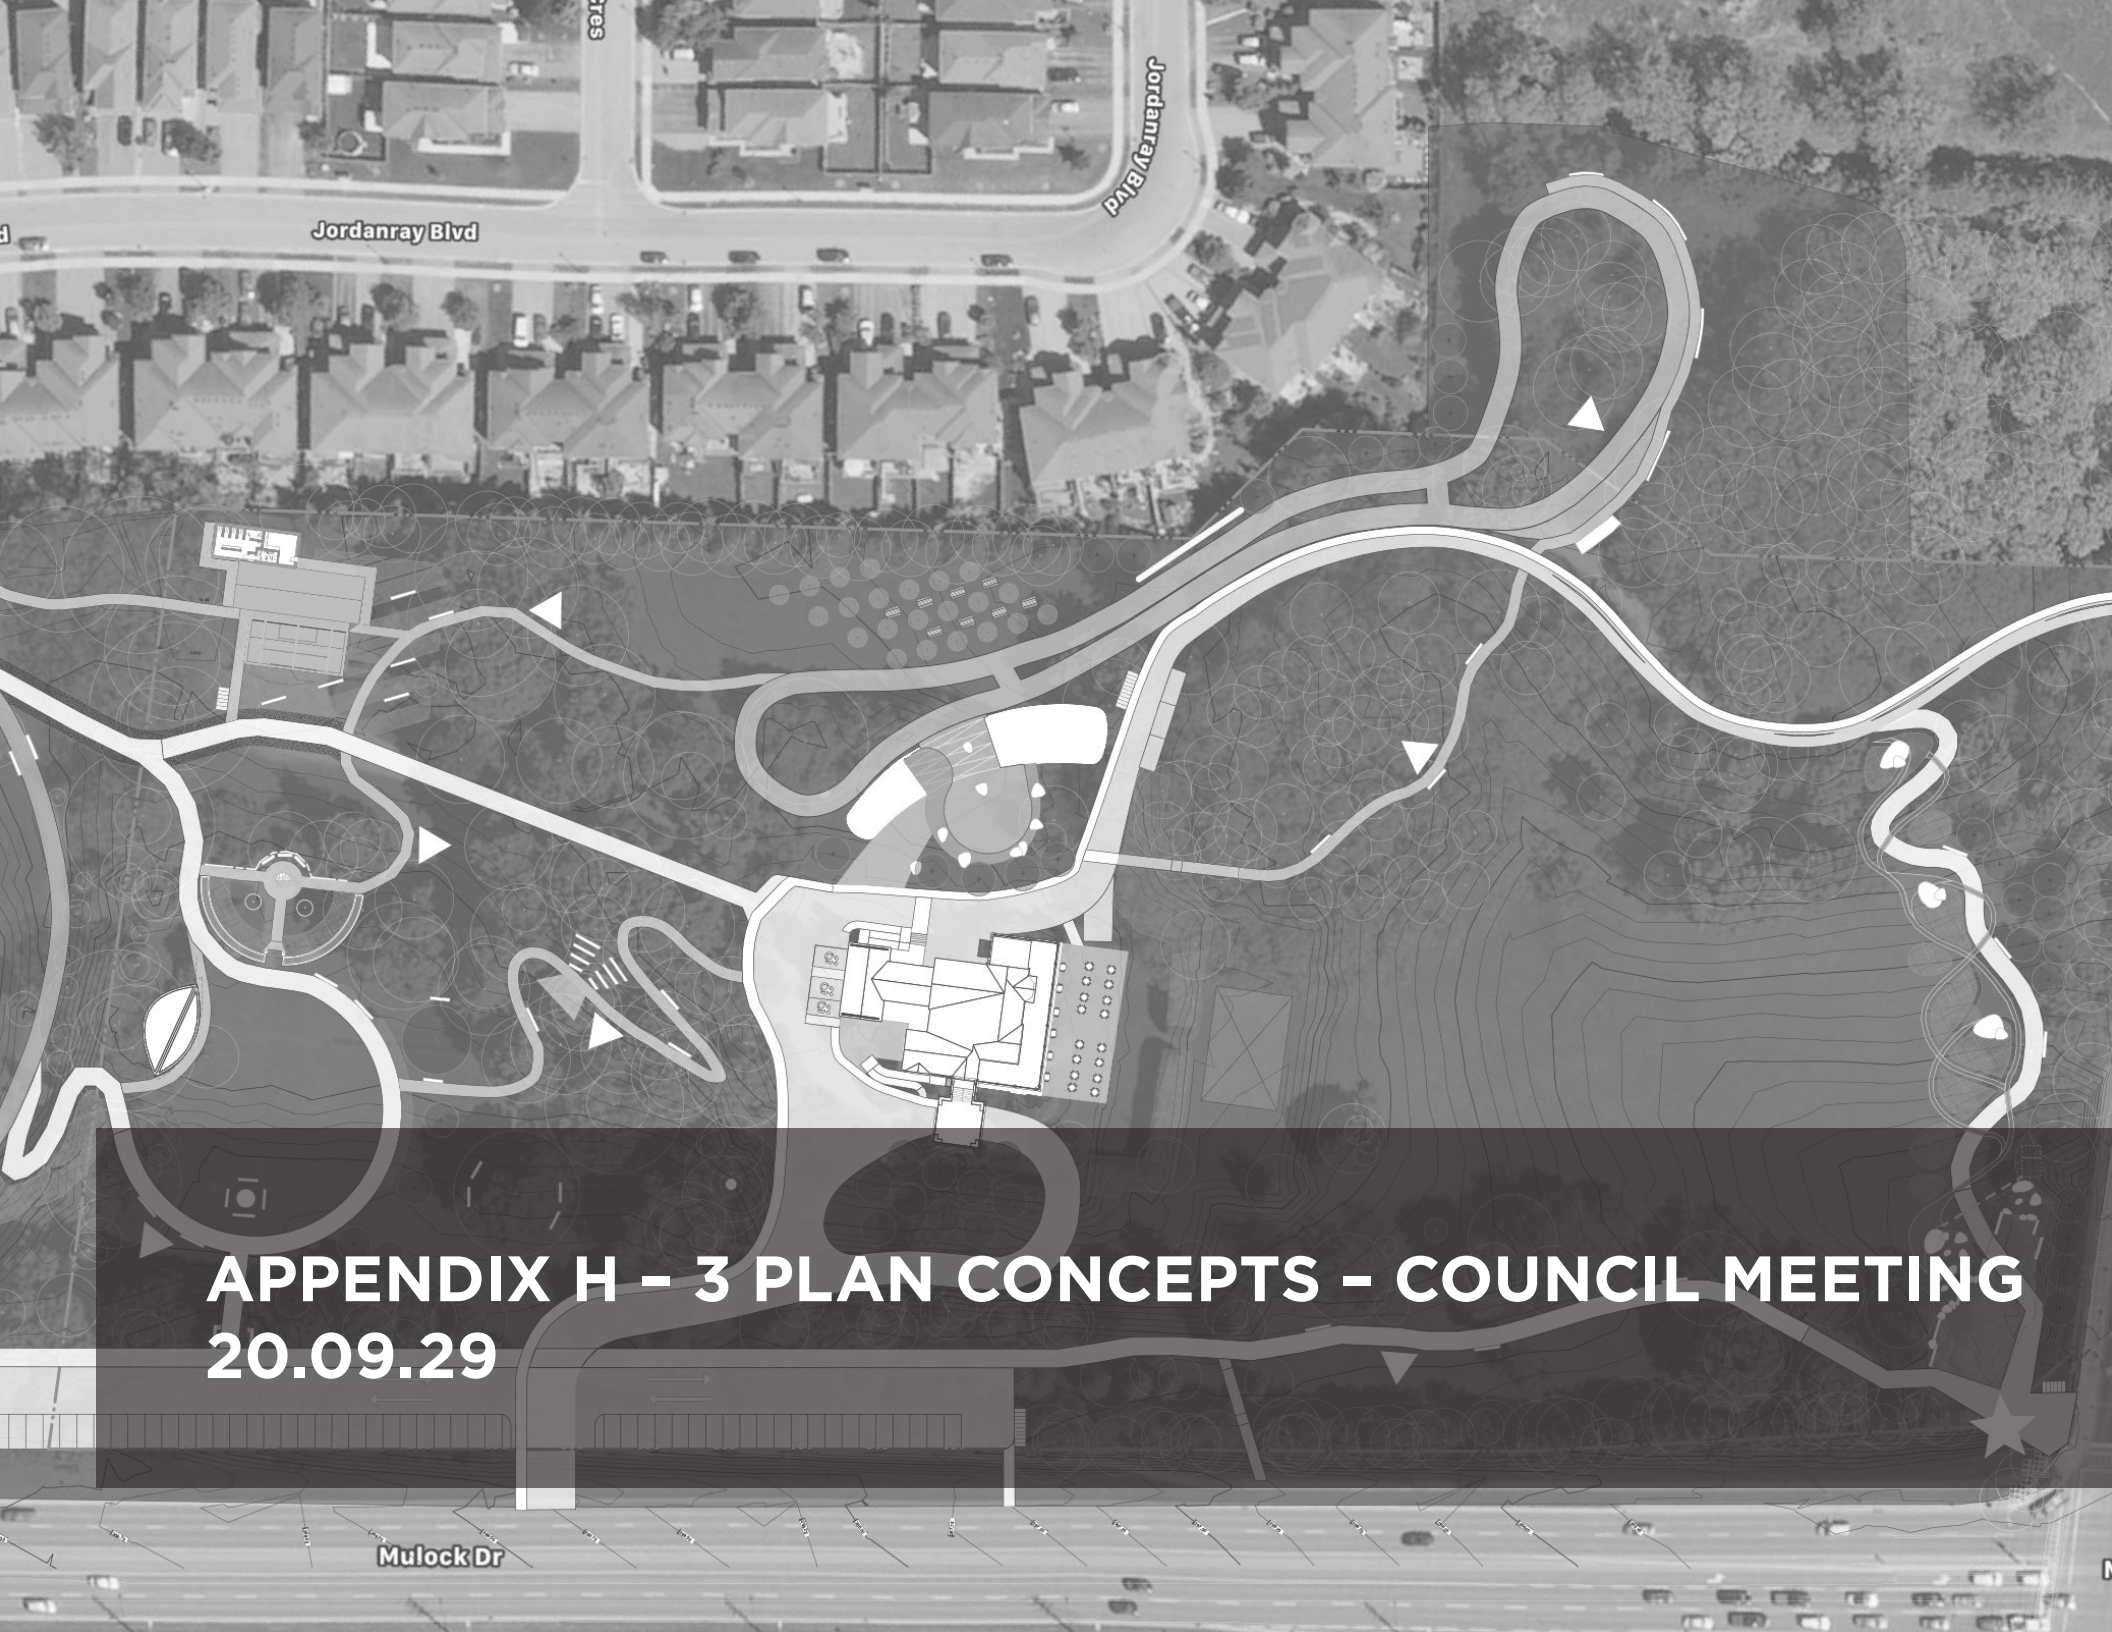 Jordanray Blvd
Jordanray Blvd
APPENDIX H – 3 PLAN CONCEPTS – COUNCIL MEETING
20.09.29
Mulock Dr